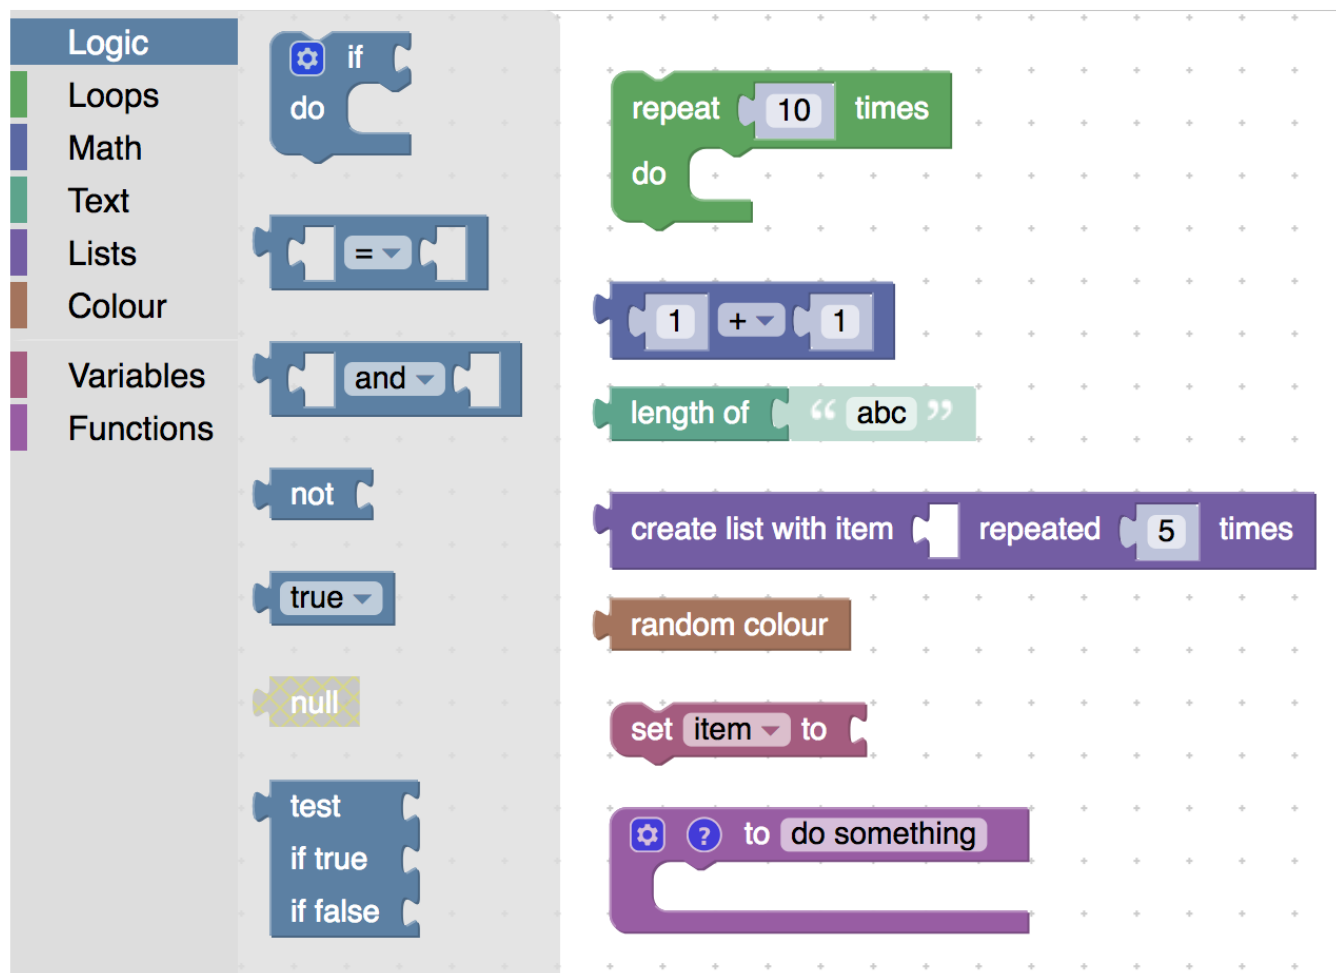 Logic
Loops
Math
Text
Lists
Colour
Variables
Functions
if
do
=
and
not
true
null
test
if true
if false
repeat 10 times
do
1 + 1
length of “ abc ”
create list with item repeated 5 times
random colour
set item to
? to do something